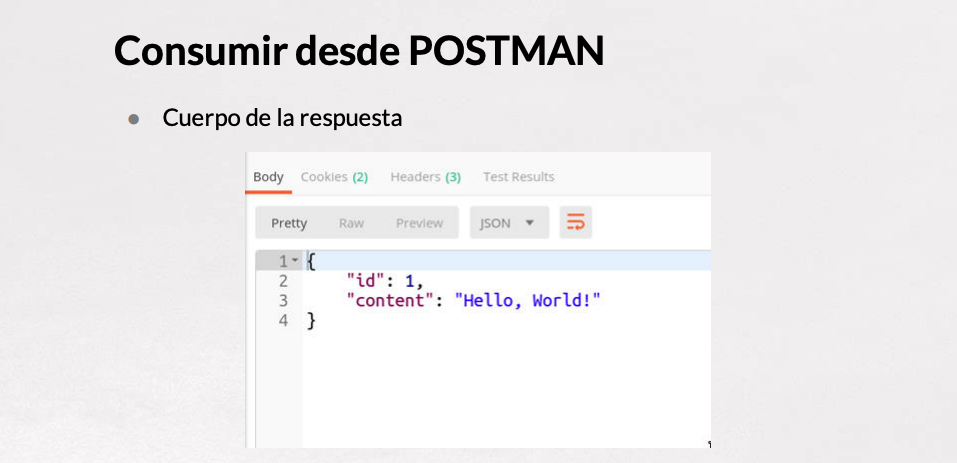 Consumir desde POSTMAN
● Cuerpo de la respuesta
Body Cookies (2) Headers (3) Test Results
Pretty Raw Preview JSON
1 {
2 "id": 1,
3 "content": "Hello, World!"
4 }